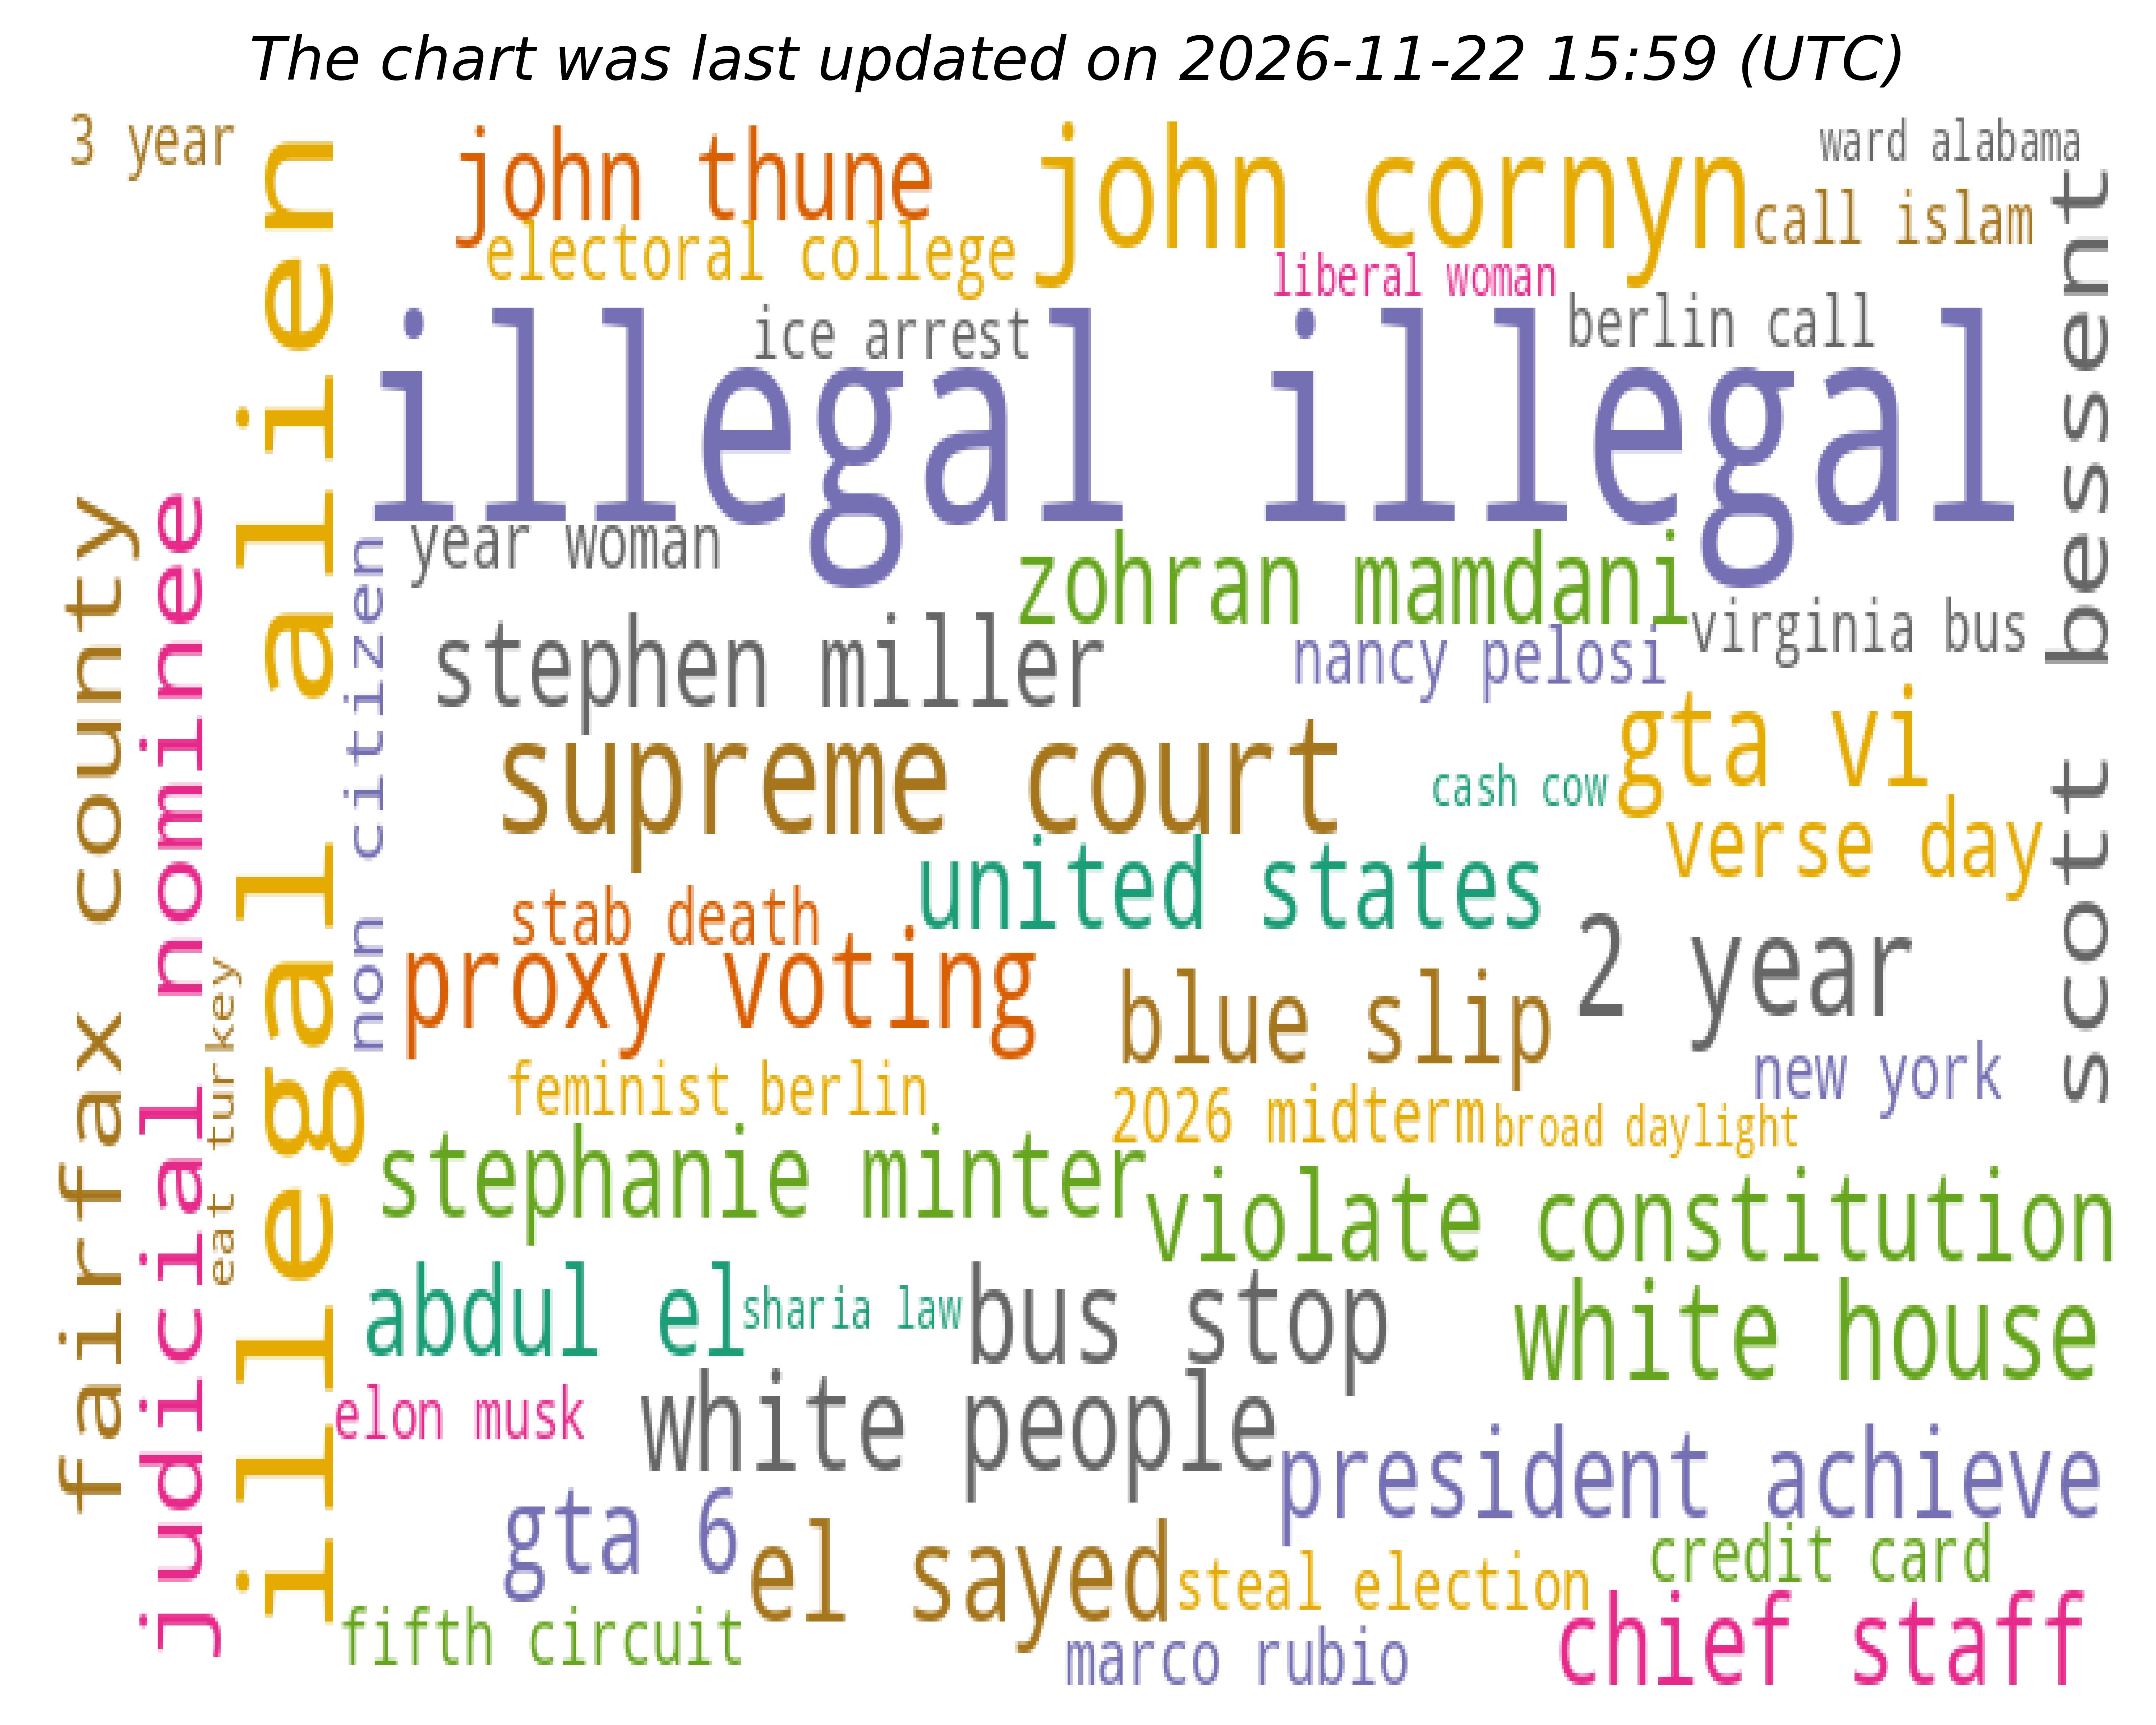 The chart was last updated on 2026-11-22 15:59 (UTC)
3 year
john thune
john cornyn
ward alabama
call islam
electoral college
liberal woman
ice arrest
berlin call
illegal illegal
illegal alien
scott bessent
fairfax county
judicial nominee
non citizen
eat turkey
year woman
zohran mamdani
virginia bus
stephen miller
nancy pelosi
gta vi
supreme court
cash cow
verse day
united states
stab death
2 year
proxy voting
blue slip
new york
feminist berlin
2026 midterm
broad daylight
stephanie minter
violate constitution
abdul el
sharia law
bus stop
white house
elon musk
white people
president achieve
gta 6
el sayed
steal election
credit card
fifth circuit
marco rubio
chief staff